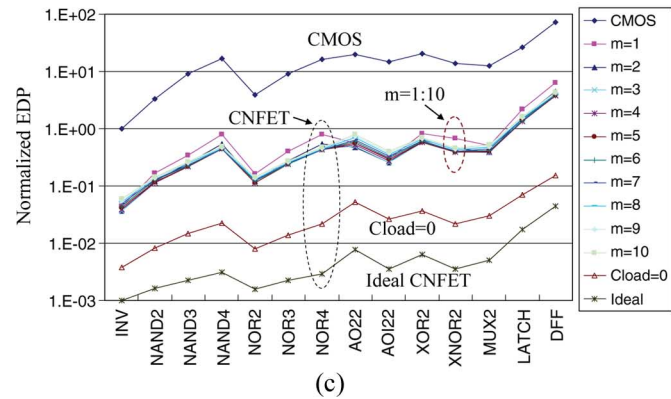 1.E+02
1.E+01
1.E+00
1.E-01
1.E-02
1.E-03
Normalized EDP
CMOS
CNFET
m=1:10
Cload=0
Ideal CNFET
INV
NAND2
NAND3
NAND4
NOR2
NOR3
NOR4
AO22
AOI22
XOR2
XNOR2
MUX2
LATCH
DFF
CMOS
m=1
m=2
m=3
m=4
m=5
m=6
m=7
m=8
m=9
m=10
Cload=0
Ideal
(c)